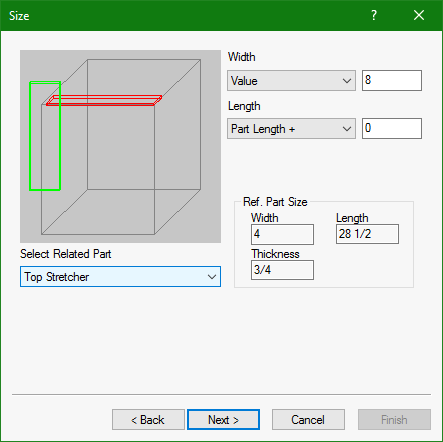 Size
?
Width
Value 8
Length
Part Length + 0
Ref. Part Size
Width Length
4 28 1/2
Thickness
3/4
Select Related Part
Top Stretcher
< Back Next > Cancel Finish